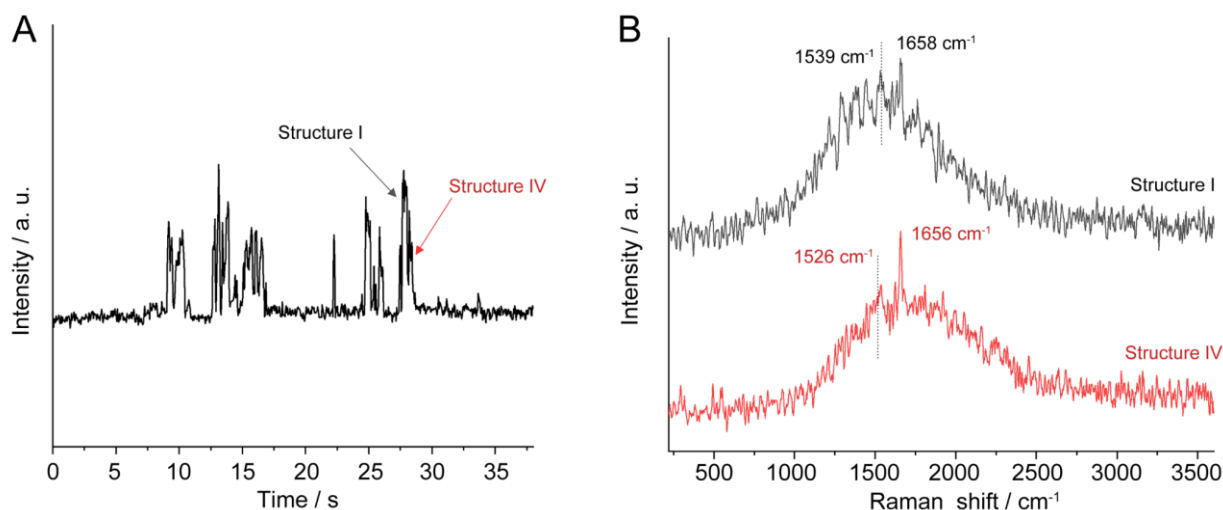 A
Intensity / a. u.
Structure I
Structure IV
0 5 10 15 20 25 30 35
Time / s
B
Intensity / a. u.
1539 cm⁻¹ 1658 cm⁻¹
Structure I
1526 cm⁻¹ 1656 cm⁻¹
Structure IV
500 1000 1500 2000 2500 3000 3500
Raman shift / cm⁻¹